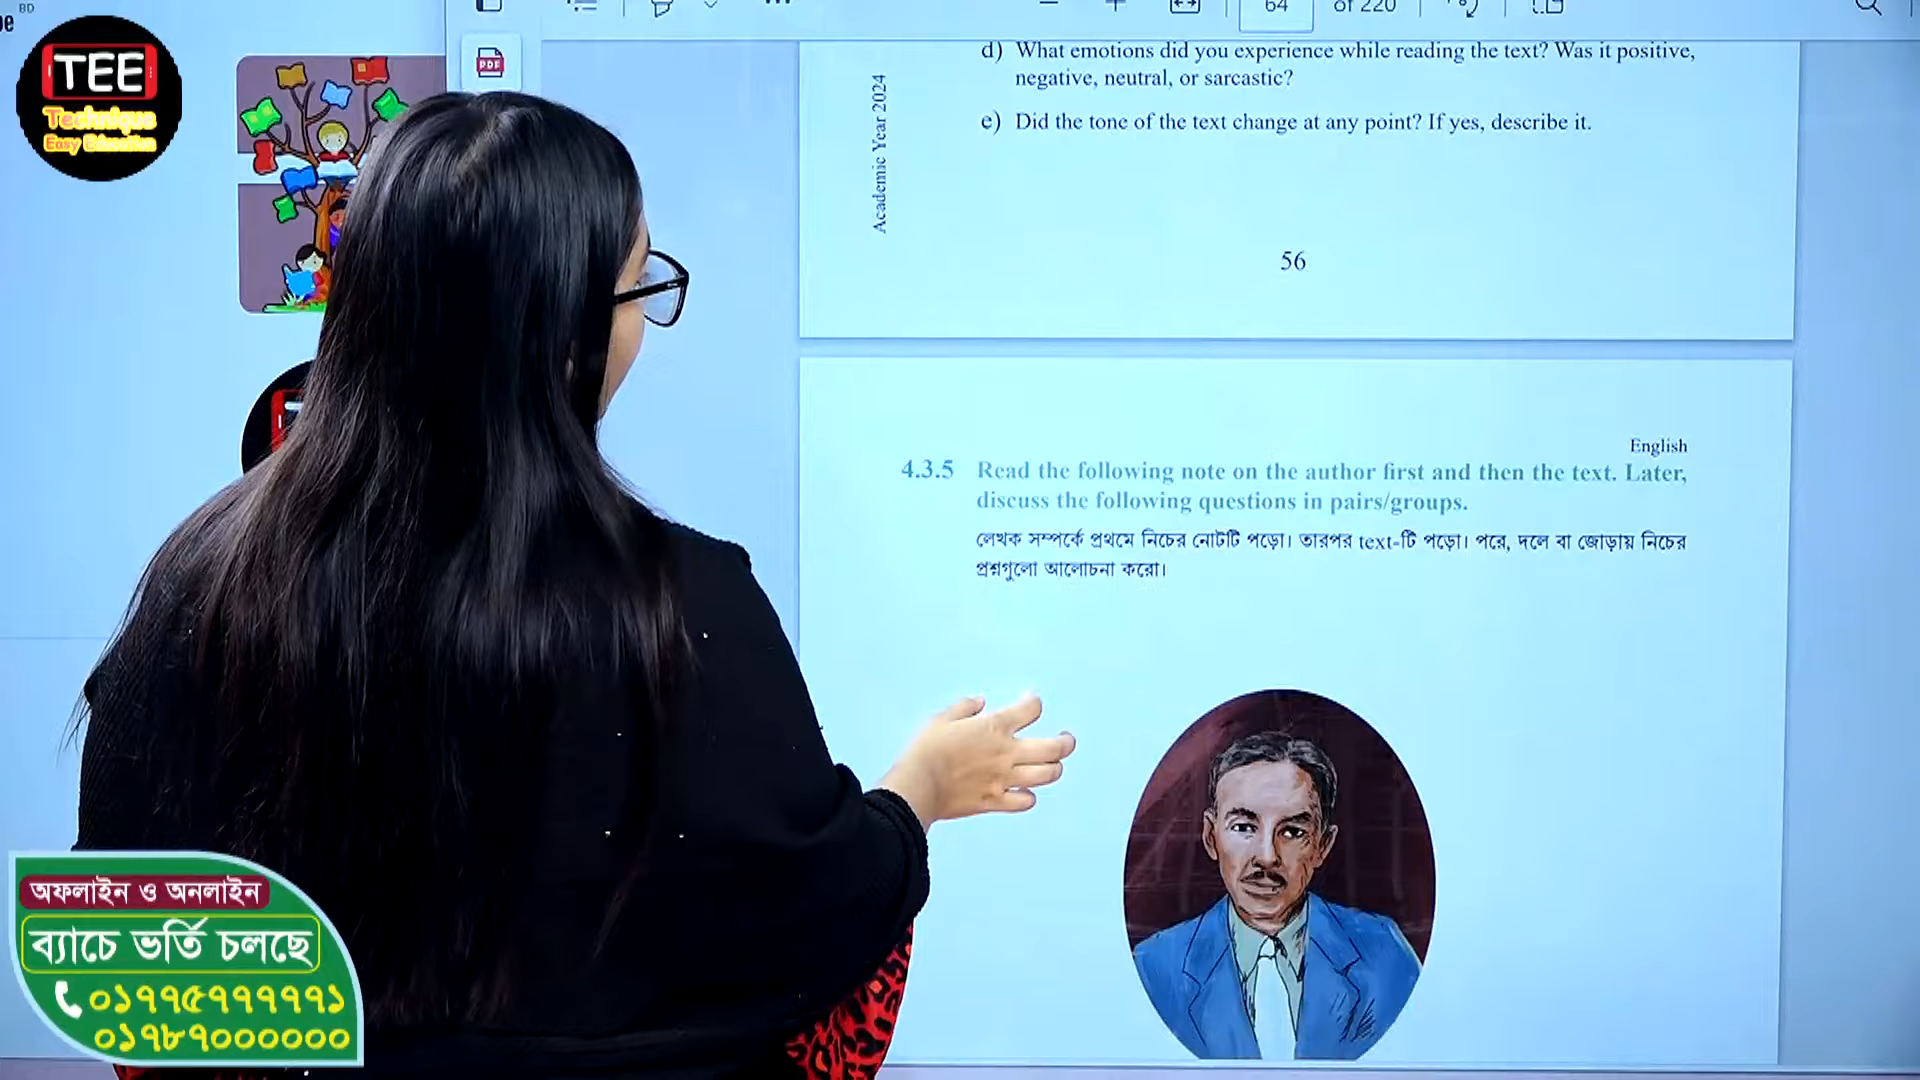 BD
TEE
Technique
Easy Education
PDF
64 of 220
d) What emotions did you experience while reading the text? Was it positive,
negative, neutral, or sarcastic?
e) Did the tone of the text change at any point? If yes, describe it.
Academic Year 2024
56
English
4.3.5 Read the following note on the author first and then the text. Later,
discuss the following questions in pairs/groups.
লেখক সম্পর্কে প্রথমে নিচের নোটটি পড়ো। তারপর text-টি পড়ো। পরে, দলে বা জোড়ায় নিচের
প্রশ্নগুলো আলোচনা করো।
অফলাইন ও অনলাইন
ব্যাচে ভর্তি চলছে
০১৭৭৫৭৭৭৭৭১
০১৭৮৭০০০০০০